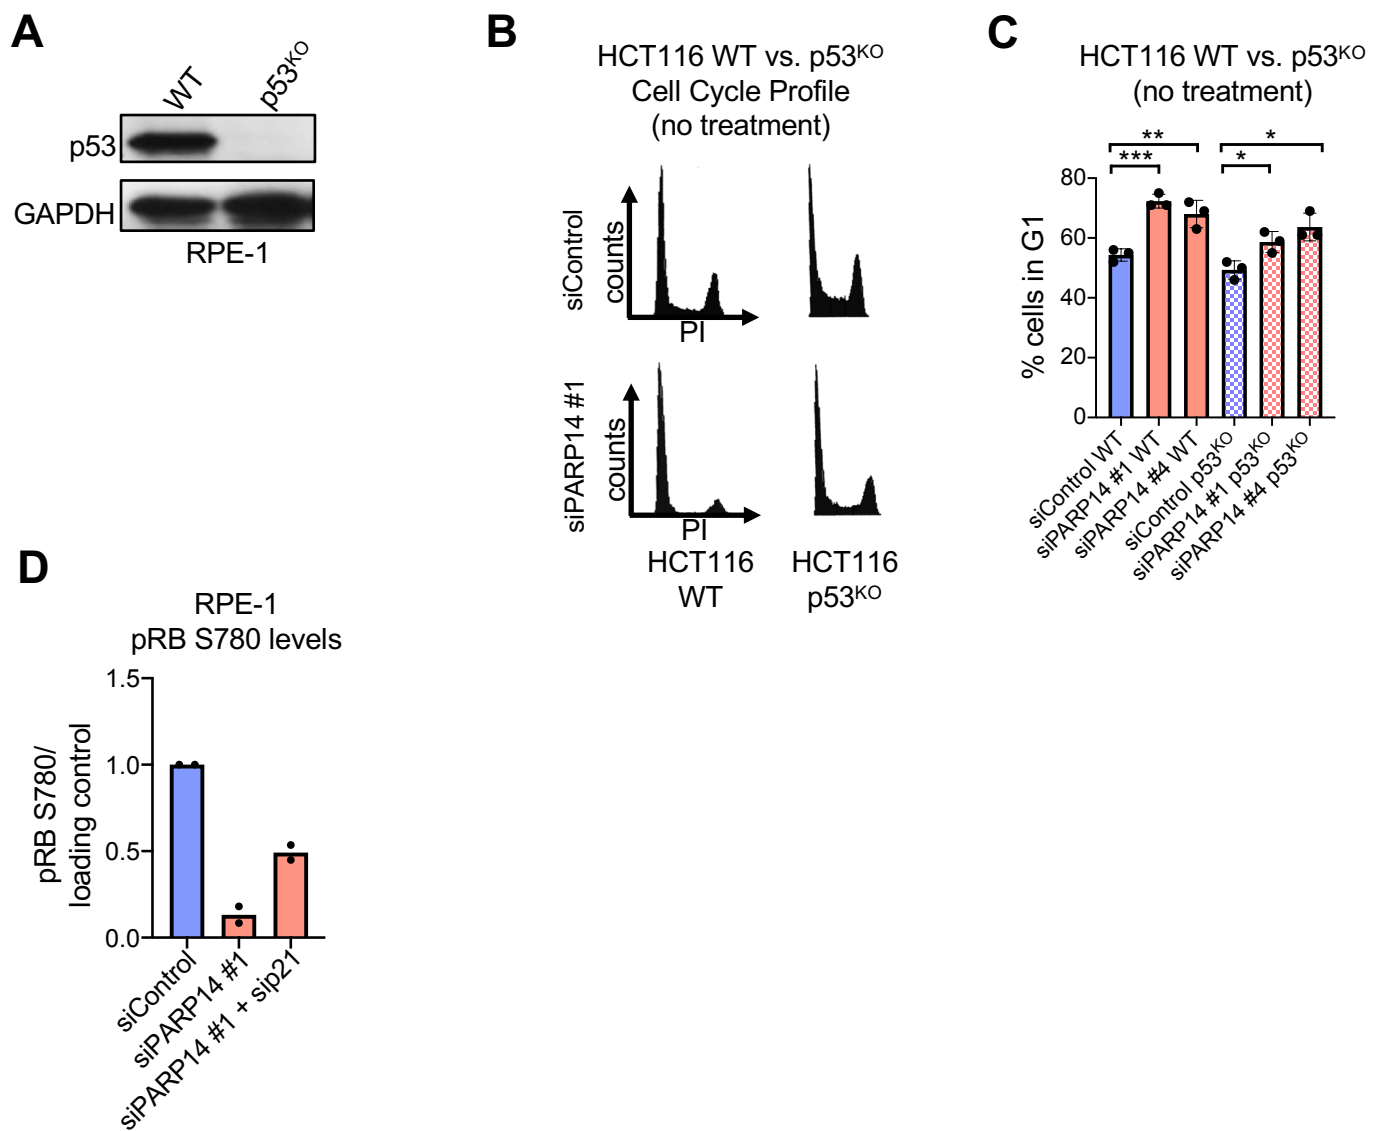 A
WT
p53KO
p53
GAPDH
RPE-1
B
HCT116 WT vs. p53KO
Cell Cycle Profile
(no treatment)
siControl
counts
PI
siPARP14 #1
counts
PI
HCT116
WT
HCT116
p53KO
C
HCT116 WT vs. p53KO
(no treatment)
**
***
*
*
% cells in G1
80
60
40
20
0
siControl WT
siPARP14 #1 WT
siPARP14 #4 WT
siControl p53KO
siPARP14 #1 p53KO
siPARP14 #4 p53KO
D
RPE-1
pRB S780 levels
pRB S780/
loading control
1.5
1.0
0.5
0.0
siControl
siPARP14 #1
siPARP14 #1 + sip21